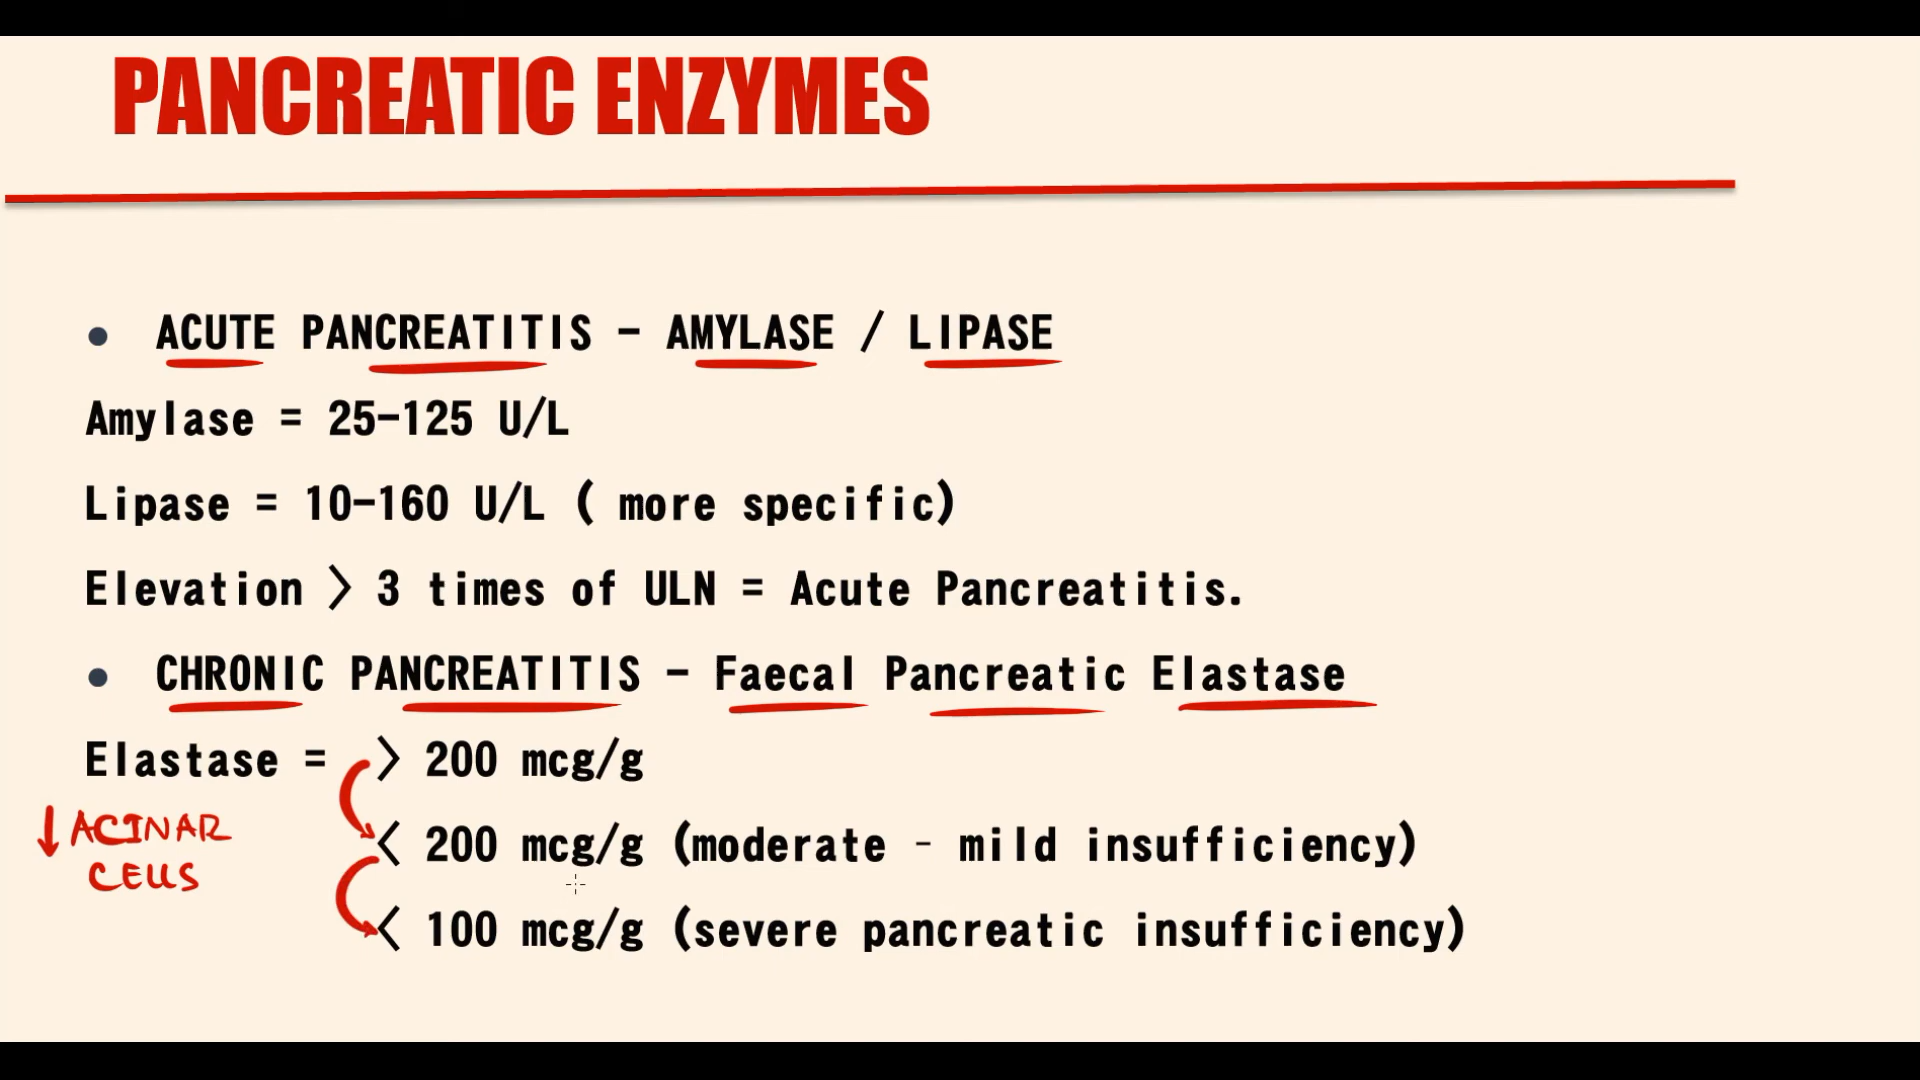 PANCREATIC ENZYMES
• ACUTE PANCREATITIS - AMYLASE / LIPASE
Amylase = 25-125 U/L
Lipase = 10-160 U/L ( more specific)
Elevation > 3 times of ULN = Acute Pancreatitis.
• CHRONIC PANCREATITIS - Faecal Pancreatic Elastase
Elastase = > 200 mcg/g
< 200 mcg/g (moderate - mild insufficiency)
< 100 mcg/g (severe pancreatic insufficiency)
↓ ACINAR
CELLS